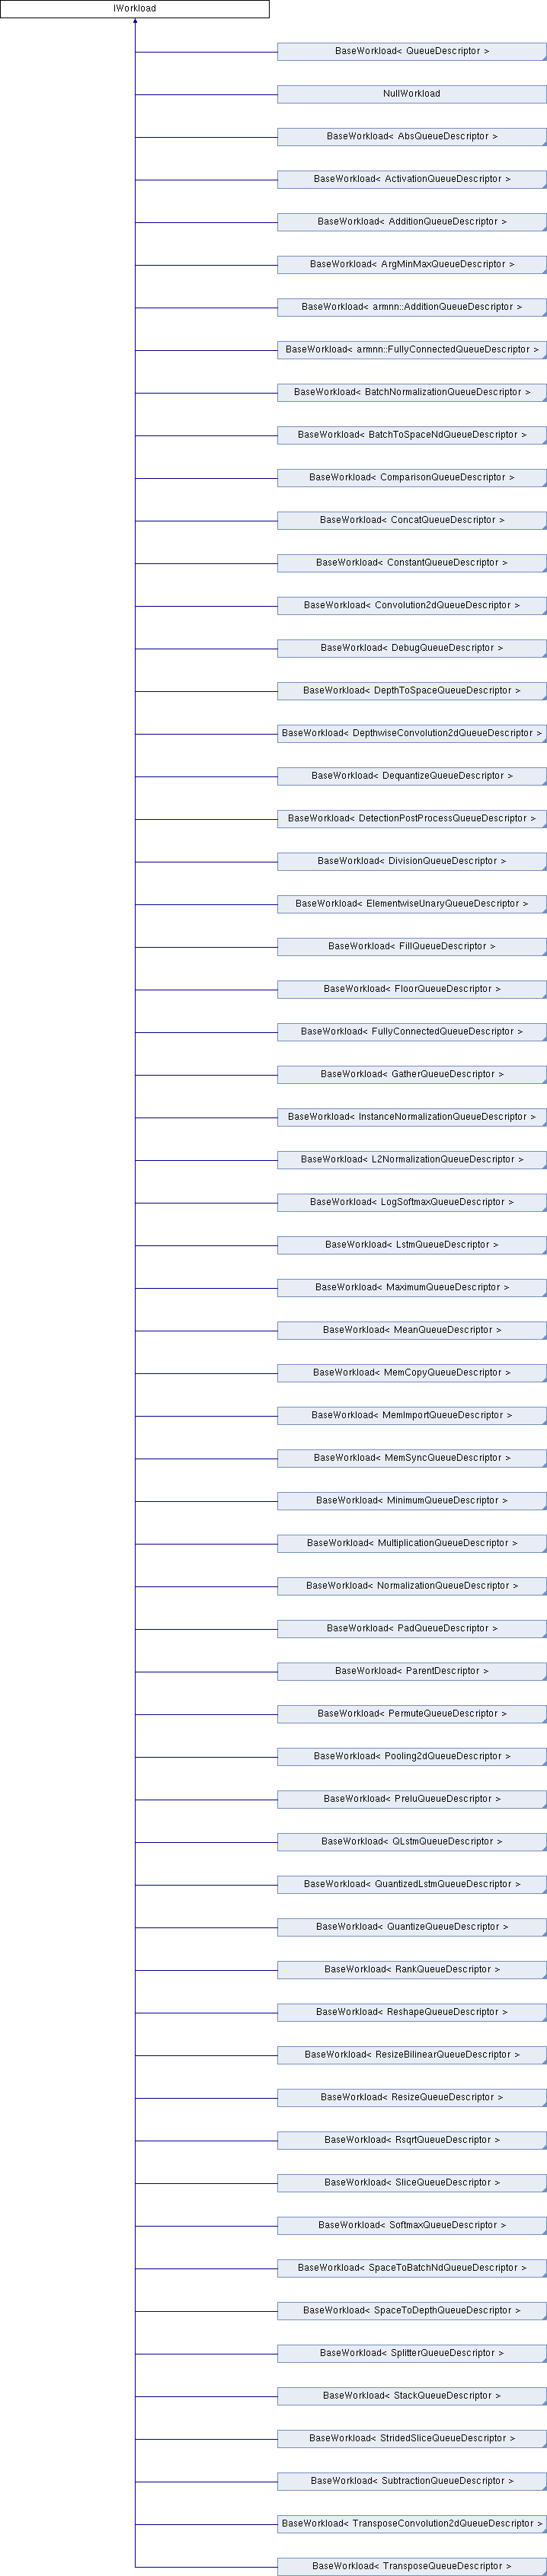 IWorkload
BaseWorkload< QueueDescriptor >
NullWorkload
BaseWorkload< AbsQueueDescriptor >
BaseWorkload< ActivationQueueDescriptor >
BaseWorkload< AdditionQueueDescriptor >
BaseWorkload< ArgMinMaxQueueDescriptor >
BaseWorkload< armnn::AdditionQueueDescriptor >
BaseWorkload< armnn::FullyConnectedQueueDescriptor >
BaseWorkload< BatchNormalizationQueueDescriptor >
BaseWorkload< BatchToSpaceNdQueueDescriptor >
BaseWorkload< ComparisonQueueDescriptor >
BaseWorkload< ConcatQueueDescriptor >
BaseWorkload< ConstantQueueDescriptor >
BaseWorkload< Convolution2dQueueDescriptor >
BaseWorkload< DebugQueueDescriptor >
BaseWorkload< DepthToSpaceQueueDescriptor >
BaseWorkload< DepthwiseConvolution2dQueueDescriptor >
BaseWorkload< DequantizeQueueDescriptor >
BaseWorkload< DetectionPostProcessQueueDescriptor >
BaseWorkload< DivisionQueueDescriptor >
BaseWorkload< ElementwiseUnaryQueueDescriptor >
BaseWorkload< FillQueueDescriptor >
BaseWorkload< FloorQueueDescriptor >
BaseWorkload< FullyConnectedQueueDescriptor >
BaseWorkload< GatherQueueDescriptor >
BaseWorkload< InstanceNormalizationQueueDescriptor >
BaseWorkload< L2NormalizationQueueDescriptor >
BaseWorkload< LogSoftmaxQueueDescriptor >
BaseWorkload< LstmQueueDescriptor >
BaseWorkload< MaximumQueueDescriptor >
BaseWorkload< MeanQueueDescriptor >
BaseWorkload< MemCopyQueueDescriptor >
BaseWorkload< MemImportQueueDescriptor >
BaseWorkload< MemSyncQueueDescriptor >
BaseWorkload< MinimumQueueDescriptor >
BaseWorkload< MultiplicationQueueDescriptor >
BaseWorkload< NormalizationQueueDescriptor >
BaseWorkload< PadQueueDescriptor >
BaseWorkload< ParentDescriptor >
BaseWorkload< PermuteQueueDescriptor >
BaseWorkload< Pooling2dQueueDescriptor >
BaseWorkload< PreluQueueDescriptor >
BaseWorkload< QLstmQueueDescriptor >
BaseWorkload< QuantizedLstmQueueDescriptor >
BaseWorkload< QuantizeQueueDescriptor >
BaseWorkload< RankQueueDescriptor >
BaseWorkload< ReshapeQueueDescriptor >
BaseWorkload< ResizeBilinearQueueDescriptor >
BaseWorkload< ResizeQueueDescriptor >
BaseWorkload< RsqrtQueueDescriptor >
BaseWorkload< SliceQueueDescriptor >
BaseWorkload< SoftmaxQueueDescriptor >
BaseWorkload< SpaceToBatchNdQueueDescriptor >
BaseWorkload< SpaceToDepthQueueDescriptor >
BaseWorkload< SplitterQueueDescriptor >
BaseWorkload< StackQueueDescriptor >
BaseWorkload< StridedSliceQueueDescriptor >
BaseWorkload< SubtractionQueueDescriptor >
BaseWorkload< TransposeConvolution2dQueueDescriptor >
BaseWorkload< TransposeQueueDescriptor >